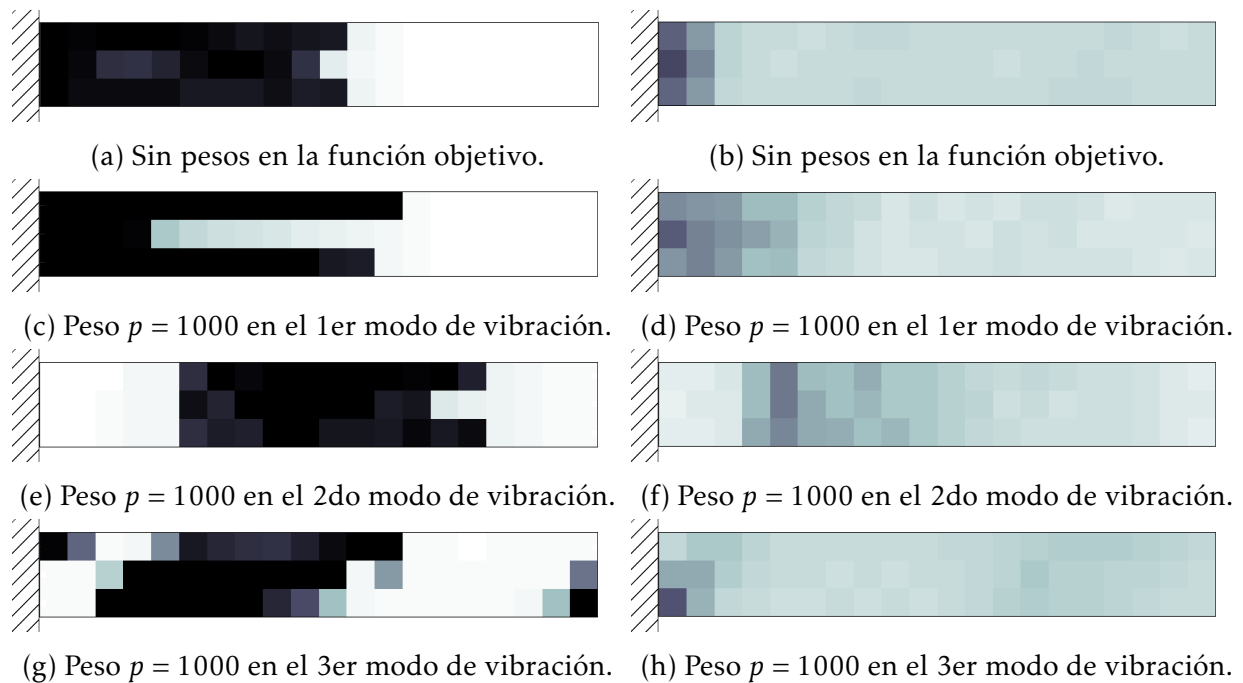 (a) Sin pesos en la función objetivo.
(b) Sin pesos en la función objetivo.
(c) Peso p = 1000 en el 1er modo de vibración.
(d) Peso p = 1000 en el 1er modo de vibración.
(e) Peso p = 1000 en el 2do modo de vibración.
(f) Peso p = 1000 en el 2do modo de vibración.
(g) Peso p = 1000 en el 3er modo de vibración.
(h) Peso p = 1000 en el 3er modo de vibración.